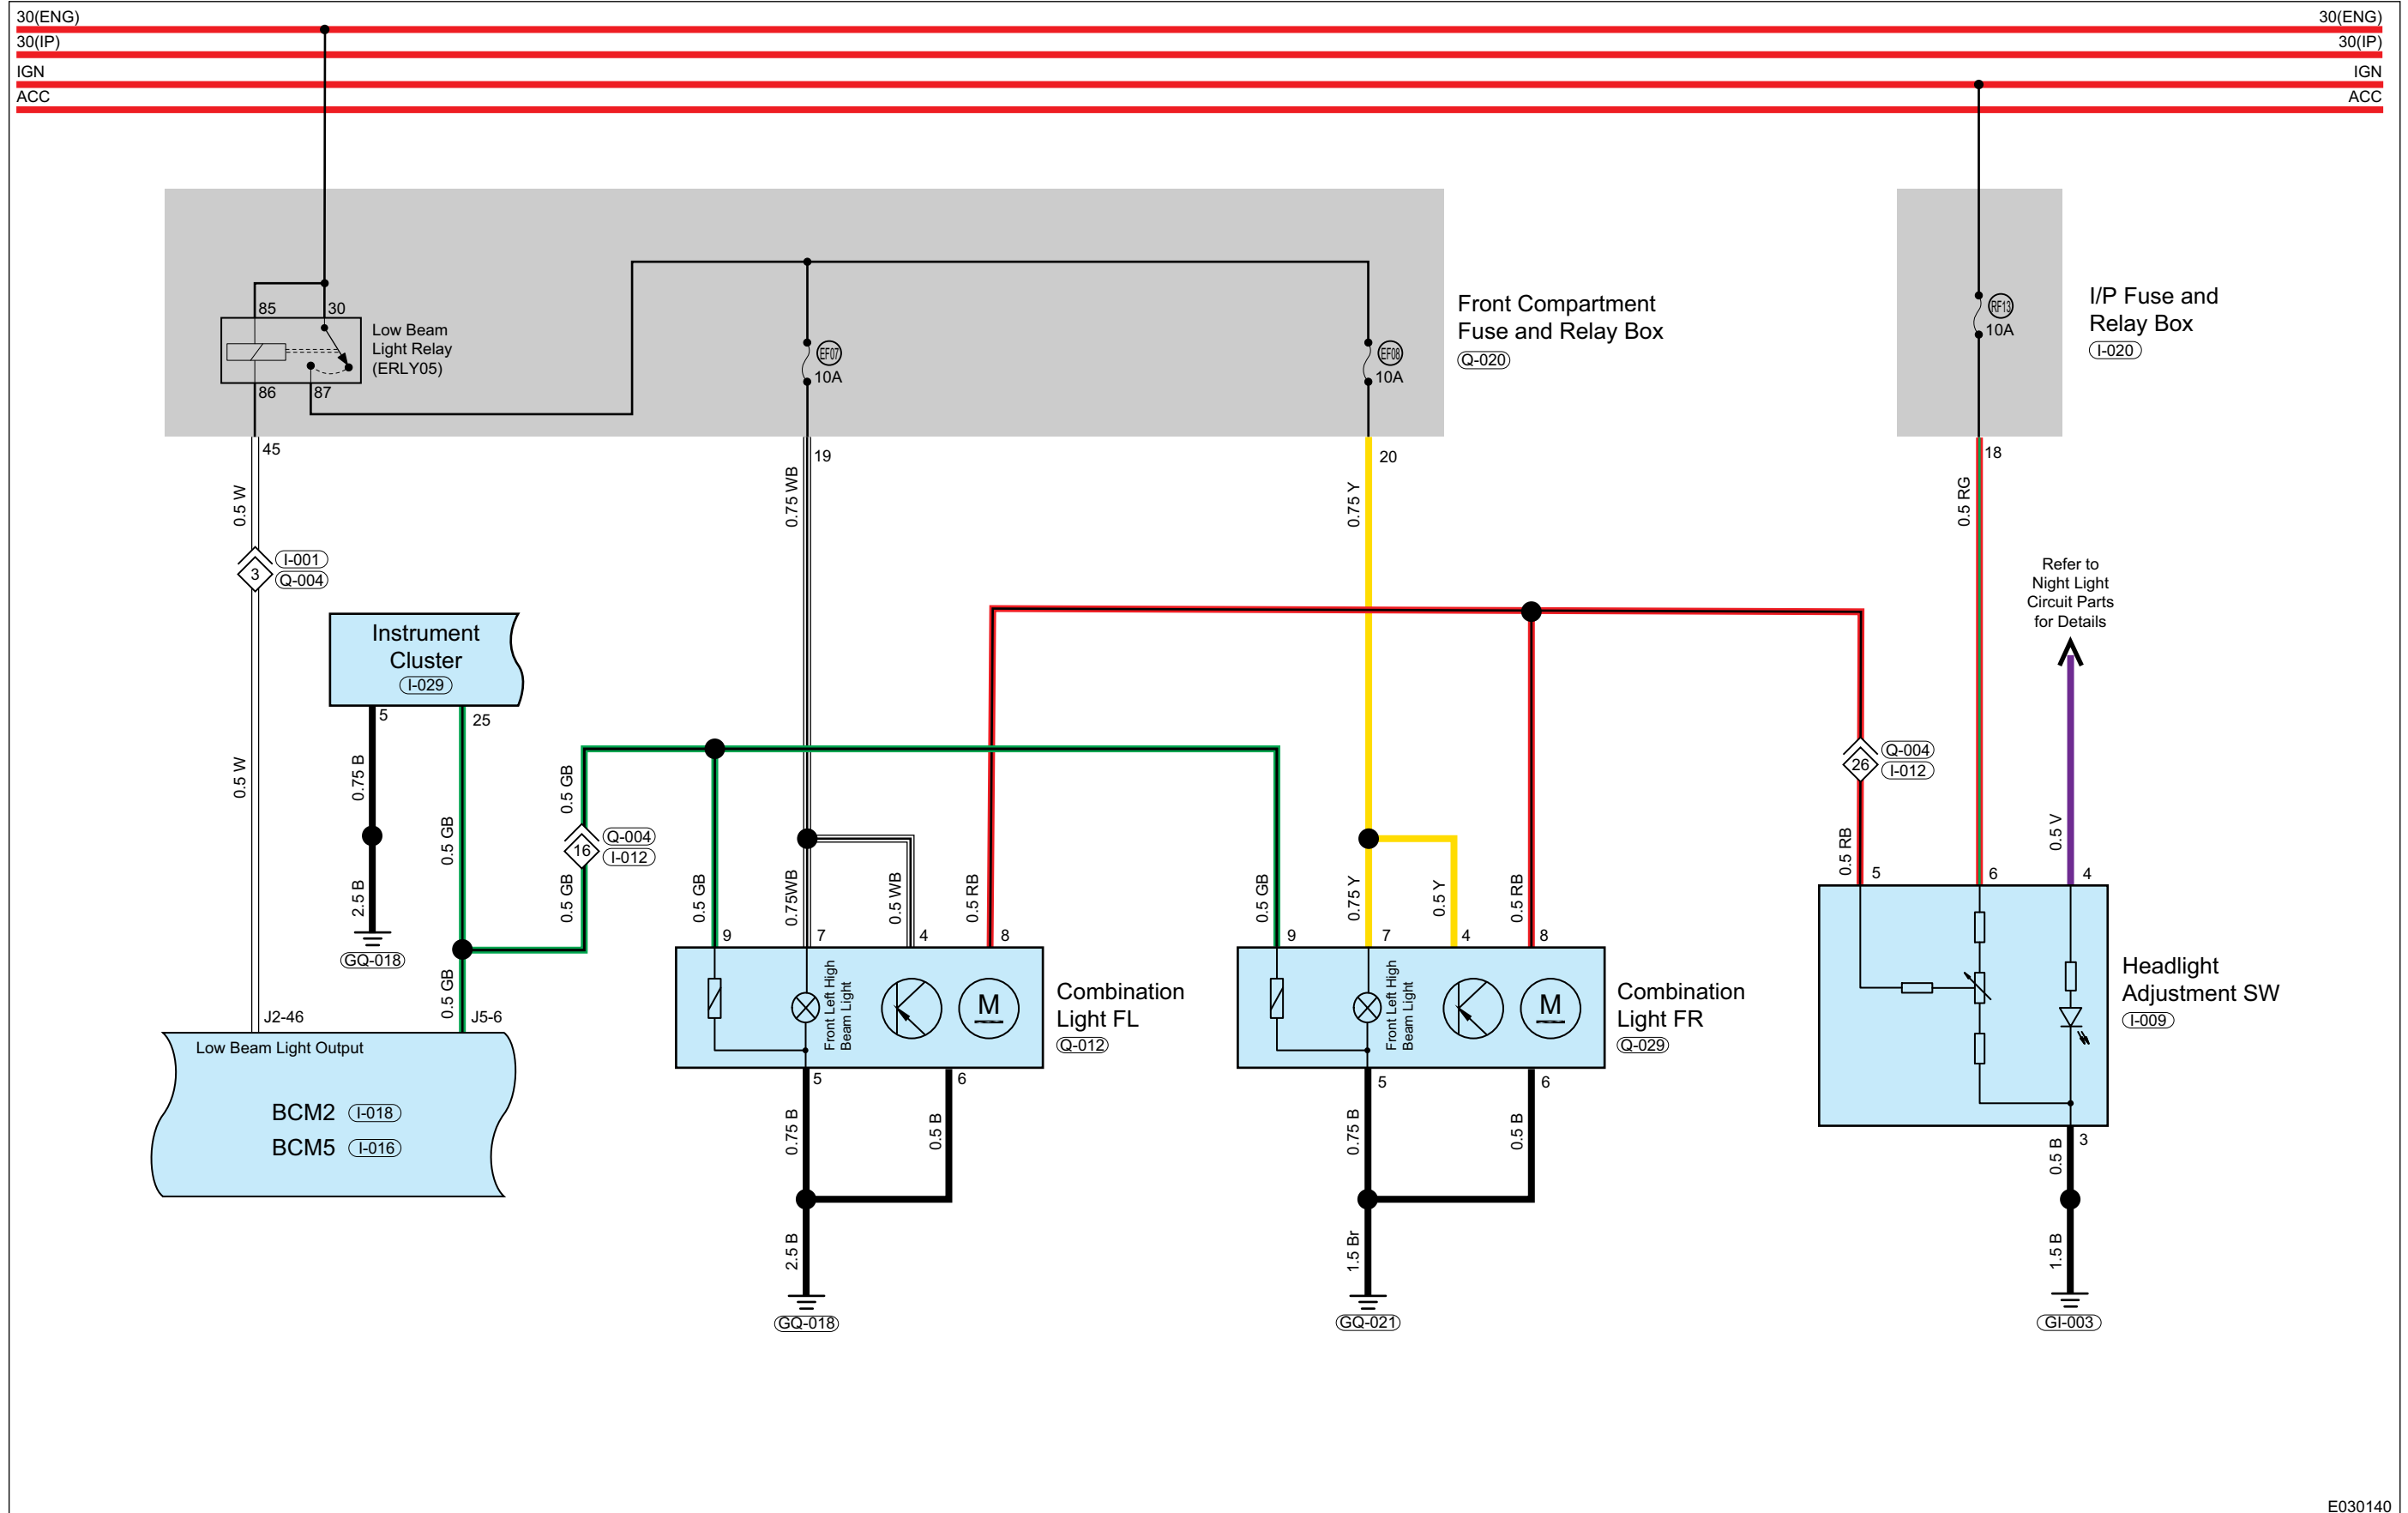 30(ENG)
30(ENG)
30(IP)
30(IP)
IGN
IGN
ACC
ACC
85
30
Low Beam
Light Relay
(ERLY05)
86
87
EF07
10A
EF08
10A
Front Compartment
Fuse and Relay Box
Q-020
RF13
10A
I/P Fuse and
Relay Box
I-020
45
19
20
18
0.5 W
0.75 WB
0.75 Y
0.5 RG
3
I-001
Q-004
Refer to
Night Light
Circuit Parts
for Details
Instrument
Cluster
I-029
5
25
0.5 W
0.75 B
0.5 GB
2.5 B
GQ-018
0.5 GB
0.5 GB
16
Q-004
I-012
0.5 GB
26
Q-004
I-012
0.5 RB
0.5 V
0.5 GB
0.75WB
0.5 WB
0.5 RB
0.5 GB
0.75 Y
0.5 Y
0.5 RB
9
7
4
8
9
7
4
8
5
6
4
Front Left High
Beam Light
M
Combination
Light FL
Q-012
Front Left High
Beam Light
M
Combination
Light FR
Q-029
Headlight
Adjustment SW
I-009
J2-46
J5-6
Low Beam Light Output
BCM2
I-018
BCM5
I-016
5
6
5
6
3
0.75 B
0.5 B
0.75 B
0.5 B
0.5 B
2.5 B
1.5 Br
1.5 B
GQ-018
GQ-021
GI-003
E030140